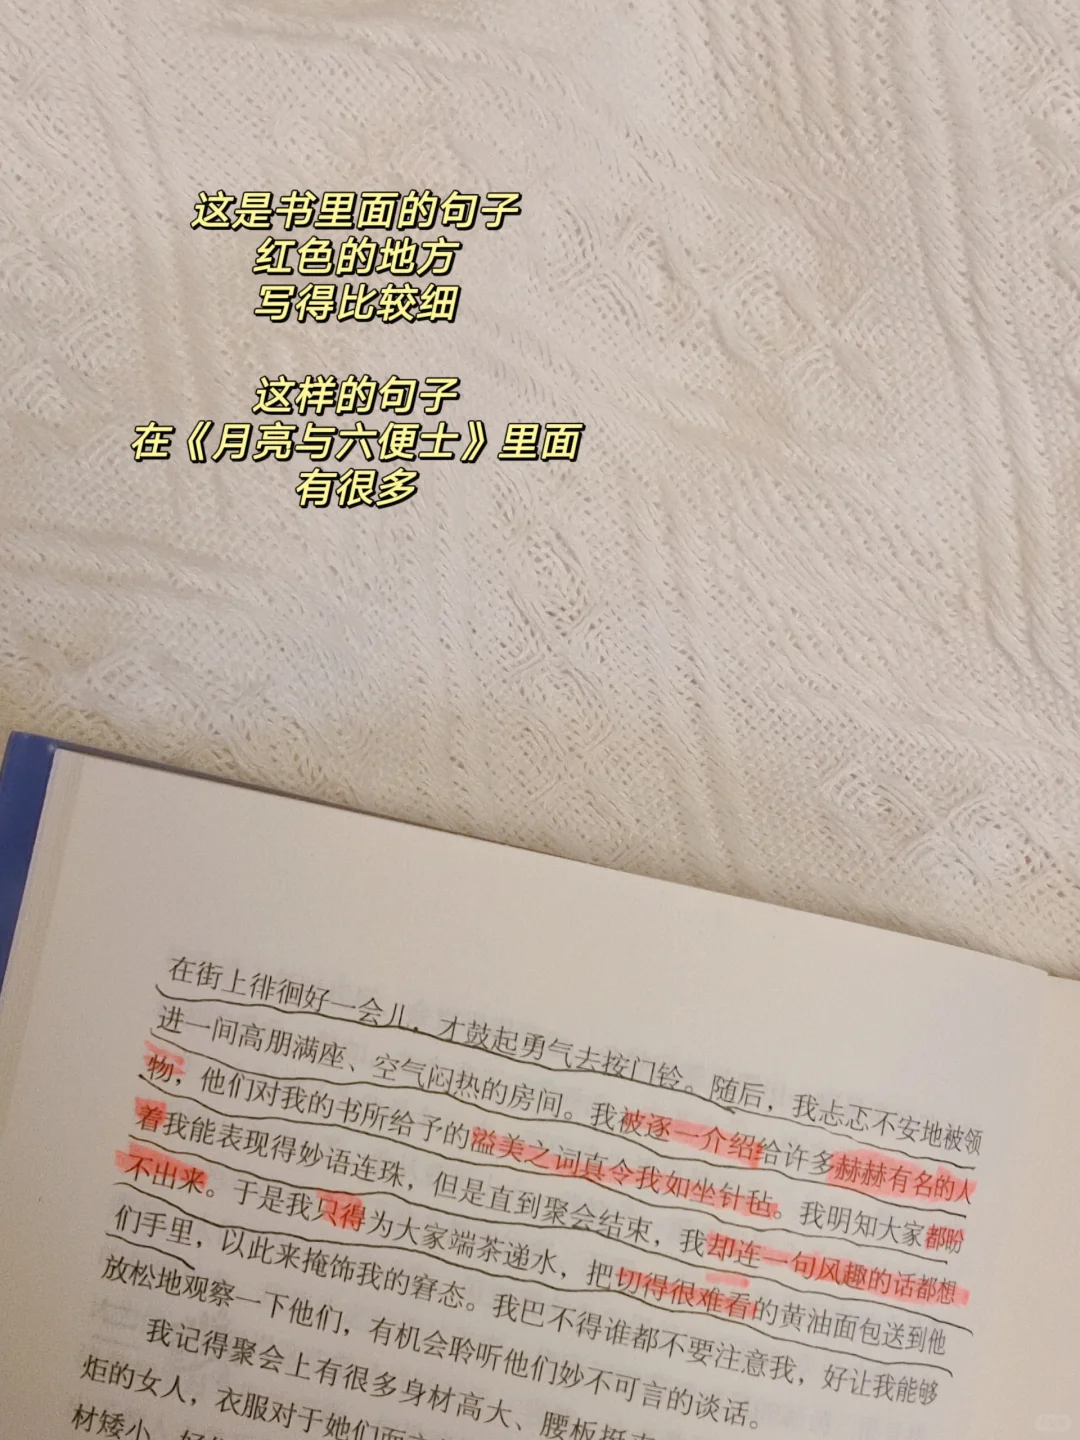 这是书里面的句子
红色的地方
写得比较细
这样的句子
在《月亮与六便士》里面
有很多
在街上徘徊好一会儿，才鼓起勇气去按门铃。随后，我忐忑不安地被领
进一间高朋满座、空气闷热的房间。我被逐一介绍给许多赫赫有名的人
物，他们对我的书所给予的溢美之词真令我如坐针毡。我明知大家都盼
着我能表现得妙语连珠，但是直到聚会结束，我却连一句风趣的话都想
不出来。于是我只得为大家端茶递水，把切得很难看的黄油面包送到他
们手里，以此来掩饰我的窘态。我巴不得谁都不要注意我，好让我能够
放松地观察一下他们，有机会聆听他们妙不可言的谈话。
我记得聚会上有很多身材高大、腰板挺
炬的女人，衣服对于她们
材矮小、